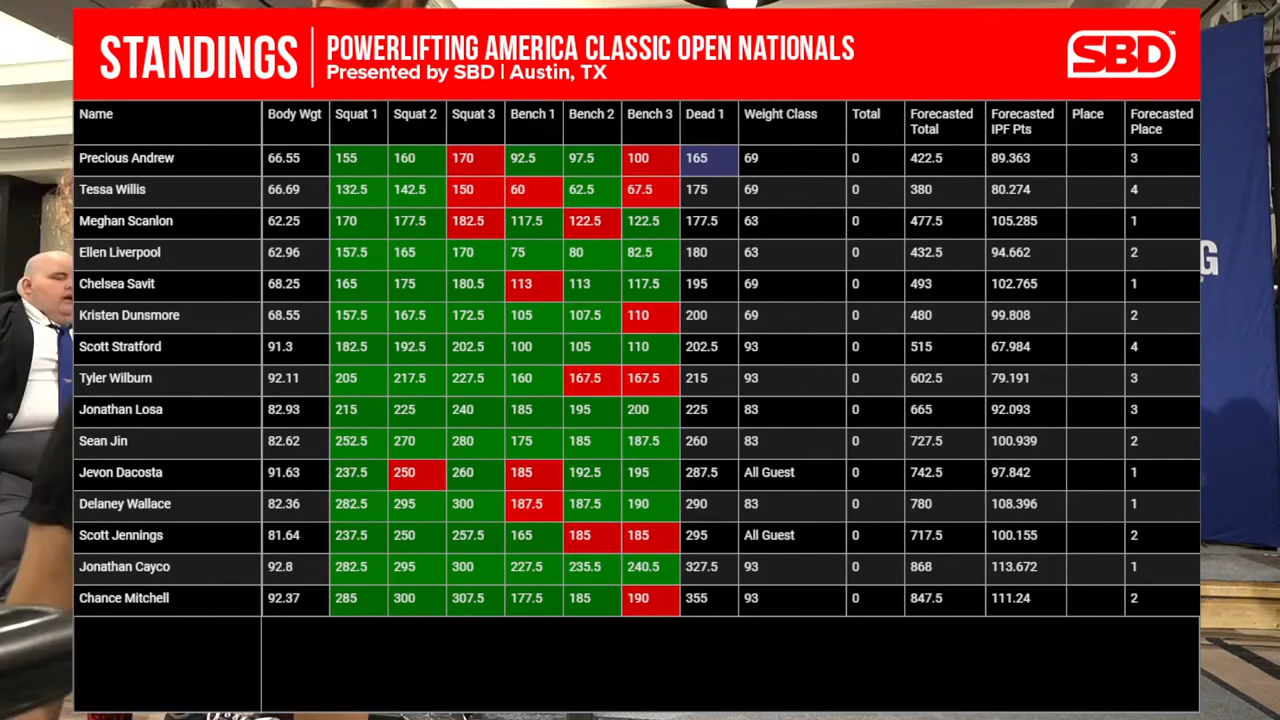 STANDINGS
POWERLIFTING AMERICA CLASSIC OPEN NATIONALS
Presented by SBD | Austin, TX
SBD™
Name Body Wgt Squat 1 Squat 2 Squat 3 Bench 1 Bench 2 Bench 3 Dead 1 Weight Class Total Forecasted Total Forecasted IPF Pts Place Forecasted Place
Precious Andrew 66.55 155 160 170 92.5 97.5 100 165 69 0 422.5 89.363 3
Tessa Willis 66.69 132.5 142.5 150 60 62.5 67.5 175 69 0 380 80.274 4
Meghan Scanlon 62.25 170 177.5 182.5 117.5 122.5 122.5 177.5 63 0 477.5 105.285 1
Ellen Liverpool 62.96 157.5 165 170 75 80 82.5 180 63 0 432.5 94.662 2
Chelsea Savit 68.25 165 175 180.5 113 113 117.5 195 69 0 493 102.765 1
Kristen Dunsmore 68.55 157.5 167.5 172.5 105 107.5 110 200 69 0 480 99.808 2
Scott Stratford 91.3 182.5 192.5 202.5 100 105 110 202.5 93 0 515 67.984 4
Tyler Wilburn 92.11 205 217.5 227.5 160 167.5 167.5 215 93 0 602.5 79.191 3
Jonathan Losa 82.93 215 225 240 185 195 200 225 83 0 665 92.093 3
Sean Jin 82.62 252.5 270 280 175 185 187.5 260 83 0 727.5 100.939 2
Jevon Dacosta 91.63 237.5 250 260 185 192.5 195 287.5 All Guest 0 742.5 97.842 1
Delaney Wallace 82.36 282.5 295 300 187.5 187.5 190 290 83 0 780 108.396 1
Scott Jennings 81.64 237.5 250 257.5 165 185 185 295 All Guest 0 717.5 100.155 2
Jonathan Cayco 92.8 282.5 295 300 227.5 235.5 240.5 327.5 93 0 868 113.672 1
Chance Mitchell 92.37 285 300 307.5 177.5 185 190 355 93 0 847.5 111.24 2